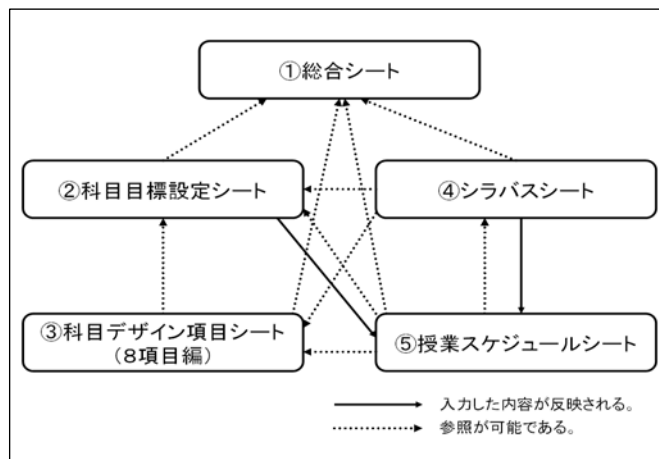 ①総合シート
②科目目標設定シート
④シラバスシート
③科目デザイン項目シート
(8項目編)
⑤授業スケジュールシート
入力した内容が反映される。
参照が可能である。